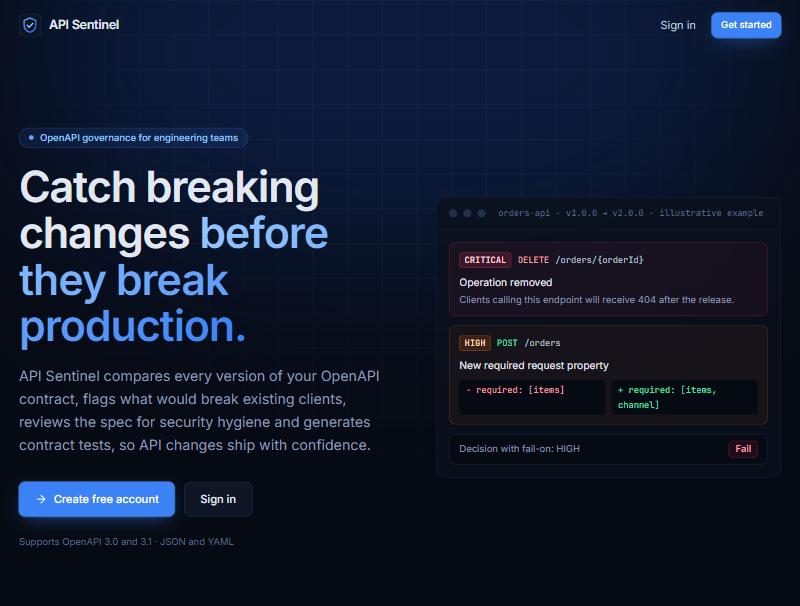 API Sentinel
Sign in
Get started
OpenAPI governance for engineering teams
Catch breaking
changes before
they break
production.
API Sentinel compares every version of your OpenAPI
contract, flags what would break existing clients,
reviews the spec for security hygiene and generates
contract tests, so API changes ship with confidence.
Create free account
Sign in
Supports OpenAPI 3.0 and 3.1 · JSON and YAML
orders-api · v1.0.0 → v2.0.0 · illustrative example
CRITICAL DELETE /orders/{orderId}
Operation removed
Clients calling this endpoint will receive 404 after the release.
HIGH POST /orders
New required request property
- required: [items]
+ required: [items,
channel]
Decision with fail-on: HIGH
Fail